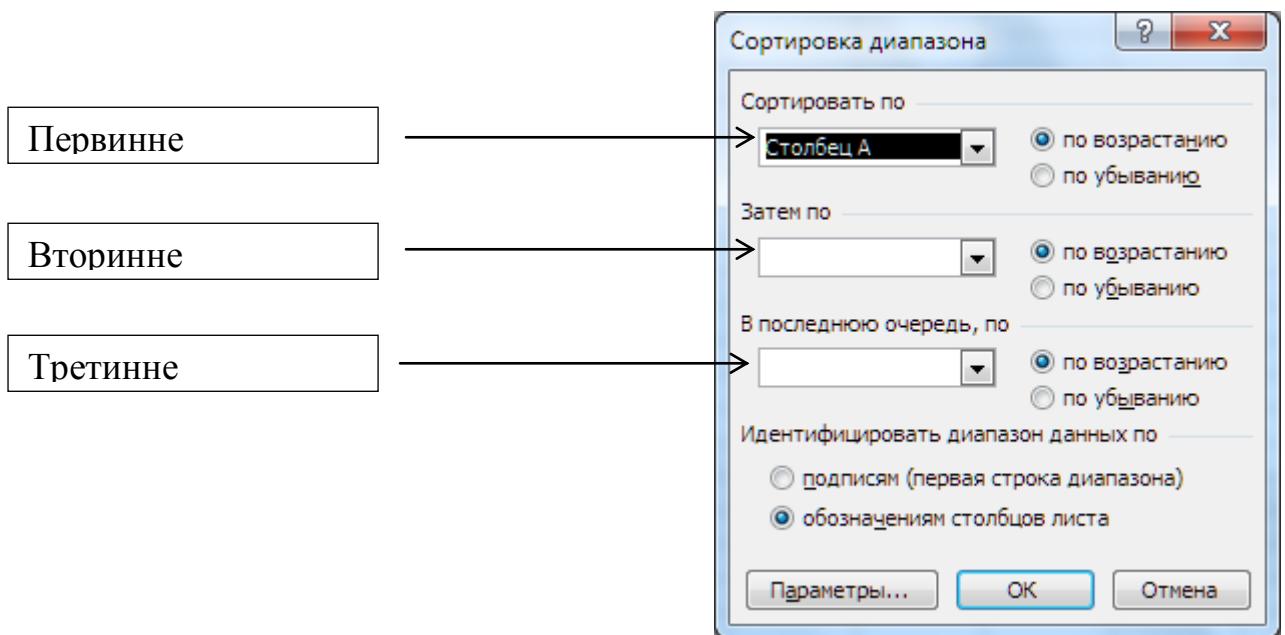 Сортировка диапазона
Сортировать по
Первинне
Столбец A
по возрастанию
по убыванию
Затем по
Вторинне
по возрастанию
по убыванию
В последнюю очередь, по
Третинне
по возрастанию
по убыванию
Идентифицировать диапазон данных по
подписям (первая строка диапазона)
обозначениям столбцов листа
Параметры... ОК Отмена